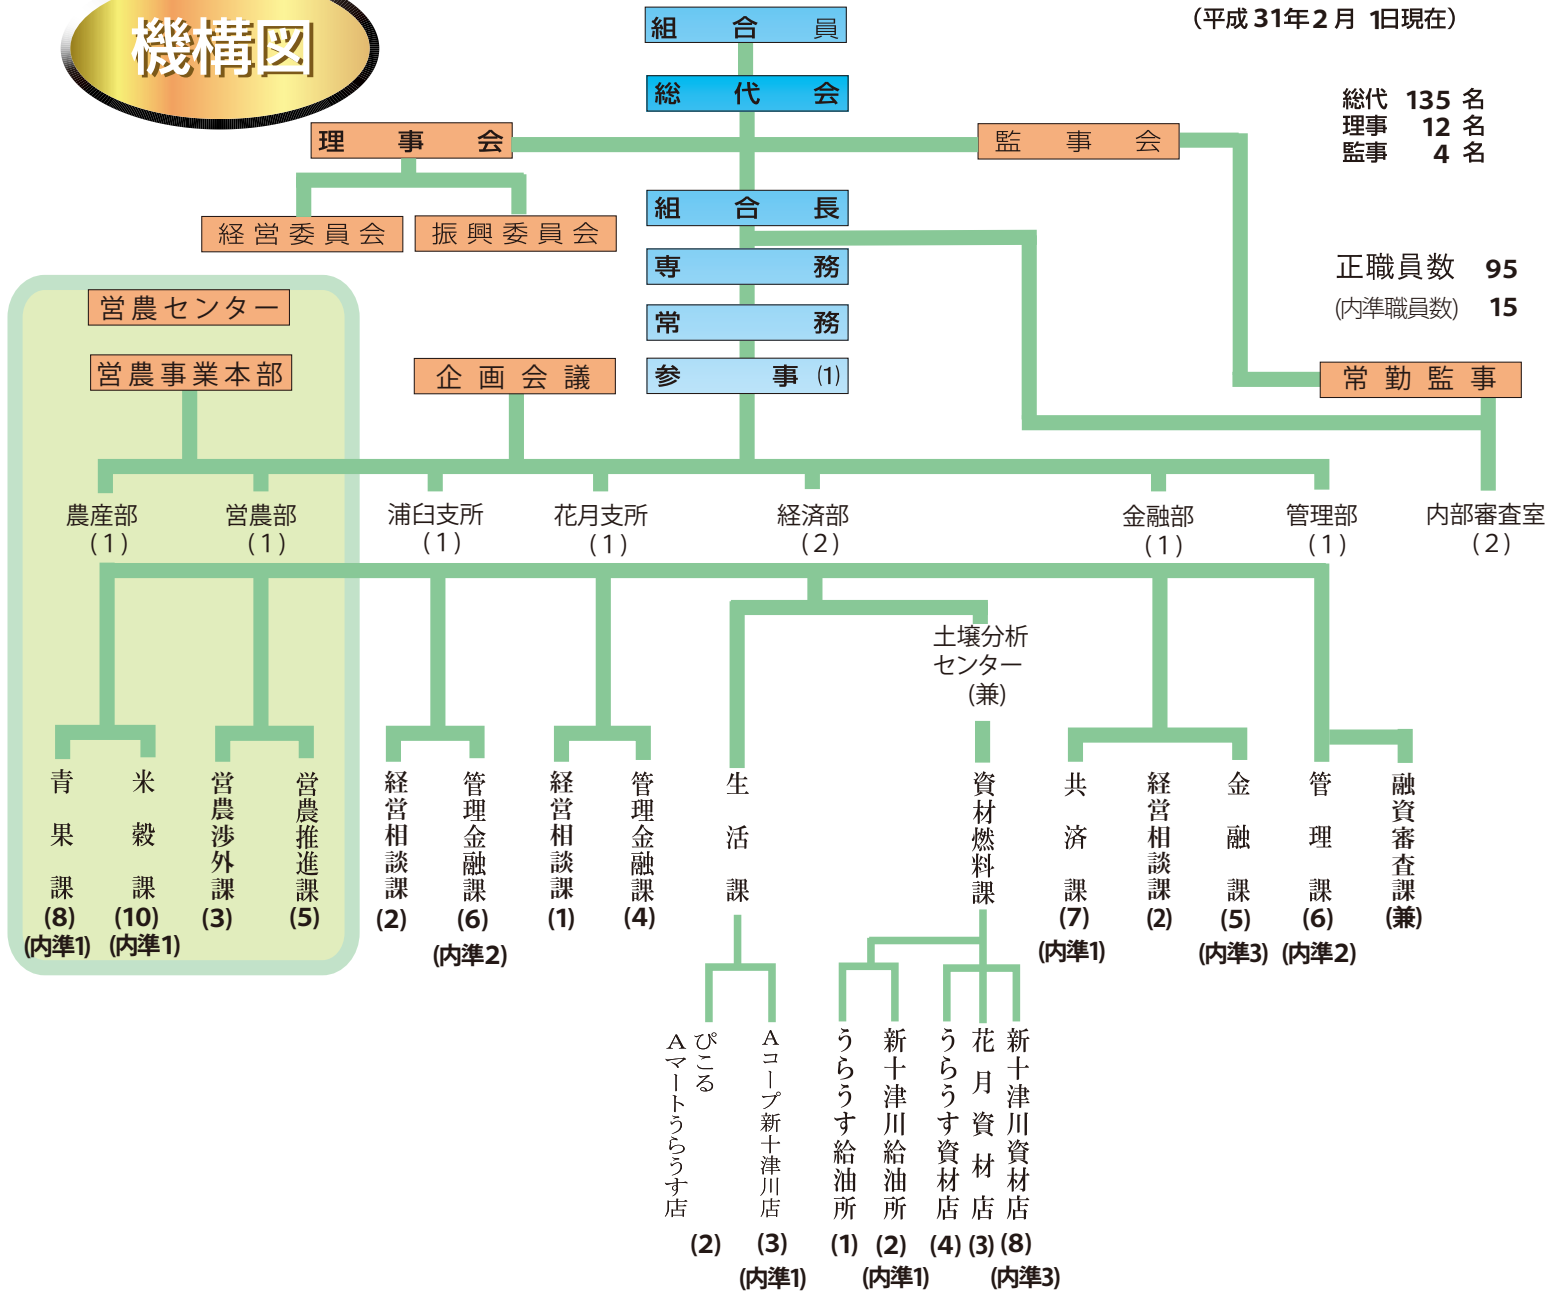 機構図
(平成31年2月 1日現在)
組合員
総代会
総代 135 名
理事 12 名
監事 4 名
理事会
監事会
組合長
経営委員会
振興委員会
専務
正職員数 95
(内準職員数) 15
営農センター
常務
営農事業本部
企画会議
参事 (1)
常勤監事
農産部
(1)
営農部
(1)
浦臼支所
(1)
花月支所
(1)
経済部
(2)
金融部
(1)
管理部
(1)
内部審査室
(2)
土壌分析
センター
(兼)
青果課
(8)
(内準1)
米穀課
(10)
(内準1)
営農渉外課
(3)
営農推進課
(5)
経営相談課
(2)
管理金融課
(6)
(内準2)
経営相談課
(1)
管理金融課
(4)
生活課
資材燃料課
共済課
(7)
(内準1)
経営相談課
(2)
金融課
(5)
(内準3)
管理課
(6)
(内準2)
融資審査課
(兼)
ぴこる
Aマートうらうす店
(2)
Aコープ新十津川店
(3)
(内準1)
うらうす給油所
(1)
新十津川給油所
(2)
(内準1)
うらうす資材店
(4)
花月資材店
(3)
新十津川資材店
(8)
(内準3)